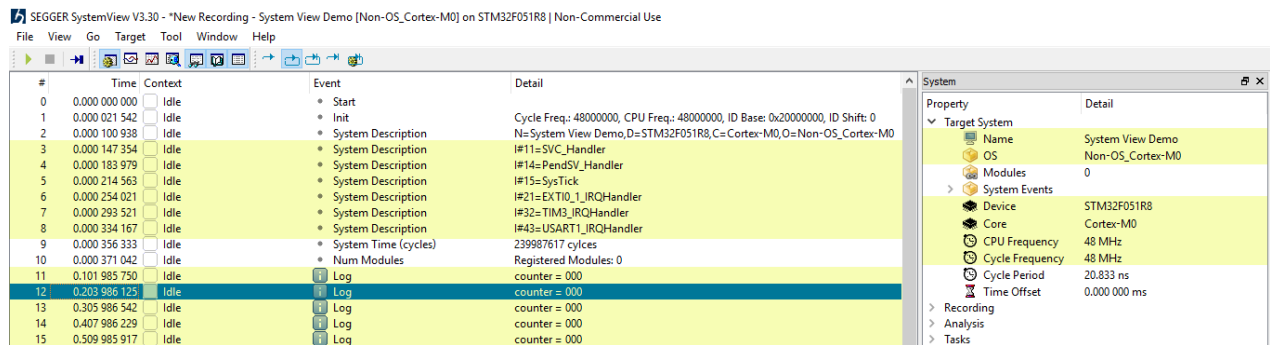 SEGGER SystemView V3.30 - *New Recording - System View Demo [Non-OS_Cortex-M0] on STM32F051R8 | Non-Commercial Use
File View Go Target Tool Window Help
# Time Context Event Detail
0 0.000 000 000 Idle Start
1 0.000 021 542 Idle Init Cycle Freq.: 48000000, CPU Freq.: 48000000, ID Base: 0x20000000, ID Shift: 0
2 0.000 100 938 Idle System Description N=System View Demo,D=STM32F051R8,C=Cortex-M0,O=Non-OS_Cortex-M0
3 0.000 147 354 Idle System Description I#11=SVC_Handler
4 0.000 183 979 Idle System Description I#14=PendSV_Handler
5 0.000 214 563 Idle System Description I#15=SysTick
6 0.000 254 021 Idle System Description I#21=EXTI0_1_IRQHandler
7 0.000 293 521 Idle System Description I#32=TIM3_IRQHandler
8 0.000 334 167 Idle System Description I#43=USART1_IRQHandler
9 0.000 356 333 Idle System Time (cycles) 239987617 cylces
10 0.000 371 042 Idle Num Modules Registered Modules: 0
11 0.101 985 750 Idle Log counter = 000
12 0.203 986 125 Idle Log counter = 000
13 0.305 986 542 Idle Log counter = 000
14 0.407 986 229 Idle Log counter = 000
15 0.509 985 917 Idle Log counter = 000
System
Property Detail
Target System
Name System View Demo
OS Non-OS_Cortex-M0
Modules 0
System Events
Device STM32F051R8
Core Cortex-M0
CPU Frequency 48 MHz
Cycle Frequency 48 MHz
Cycle Period 20.833 ns
Time Offset 0.000 000 ms
Recording
Analysis
Tasks